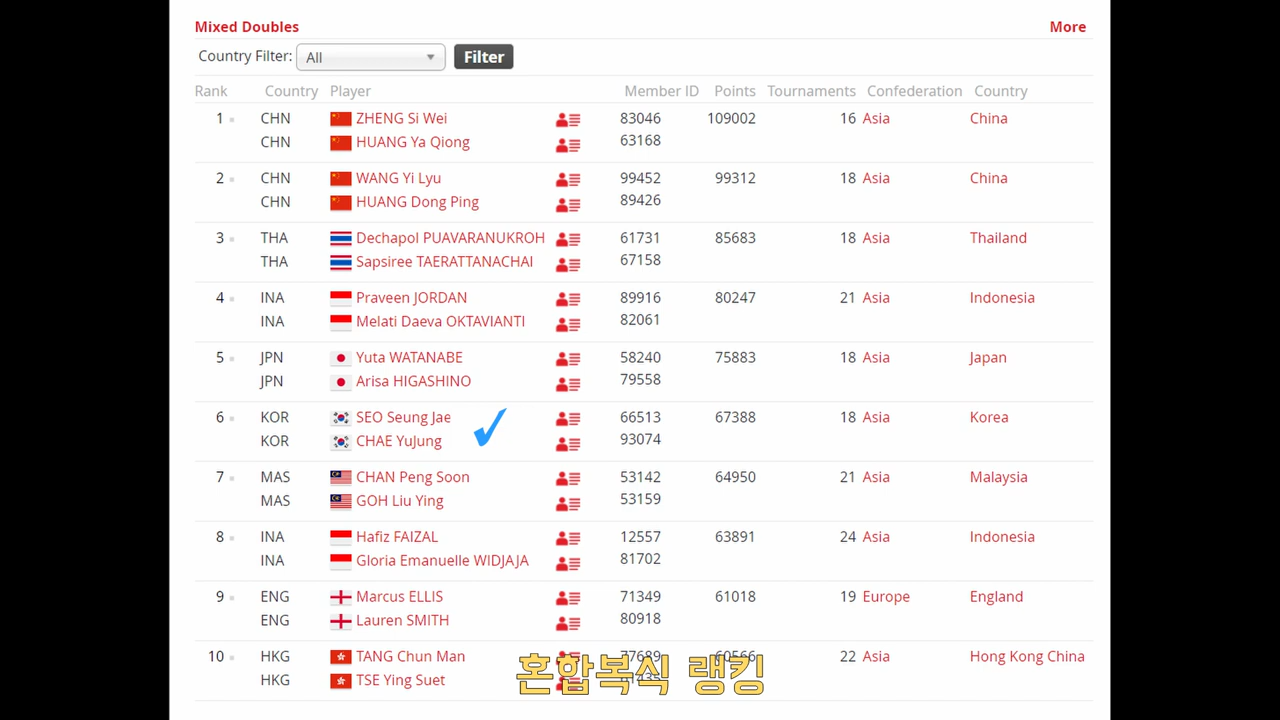 Mixed Doubles More
Country Filter: All Filter
Rank Country Player Member ID Points Tournaments Confederation Country
1 CHN ZHENG Si Wei 83046 109002 16 Asia China
CHN HUANG Ya Qiong 63168
2 CHN WANG Yi Lyu 99452 99312 18 Asia China
CHN HUANG Dong Ping 89426
3 THA Dechapol PUAVARANUKROH 61731 85683 18 Asia Thailand
THA Sapsiree TAERATTANACHAI 67158
4 INA Praveen JORDAN 89916 80247 21 Asia Indonesia
INA Melati Daeva OKTAVIANTI 82061
5 JPN Yuta WATANABE 58240 75883 18 Asia Japan
JPN Arisa HIGASHINO 79558
6 KOR SEO Seung Jae 66513 67388 18 Asia Korea
KOR CHAE YuJung 93074
7 MAS CHAN Peng Soon 53142 64950 21 Asia Malaysia
MAS GOH Liu Ying 53159
8 INA Hafiz FAIZAL 12557 63891 24 Asia Indonesia
INA Gloria Emanuelle WIDJAJA 81702
9 ENG Marcus ELLIS 71349 61018 19 Europe England
ENG Lauren SMITH 80918
10 HKG TANG Chun Man 22 Asia Hong Kong China
HKG TSE Ying Suet
혼합복식 랭킹